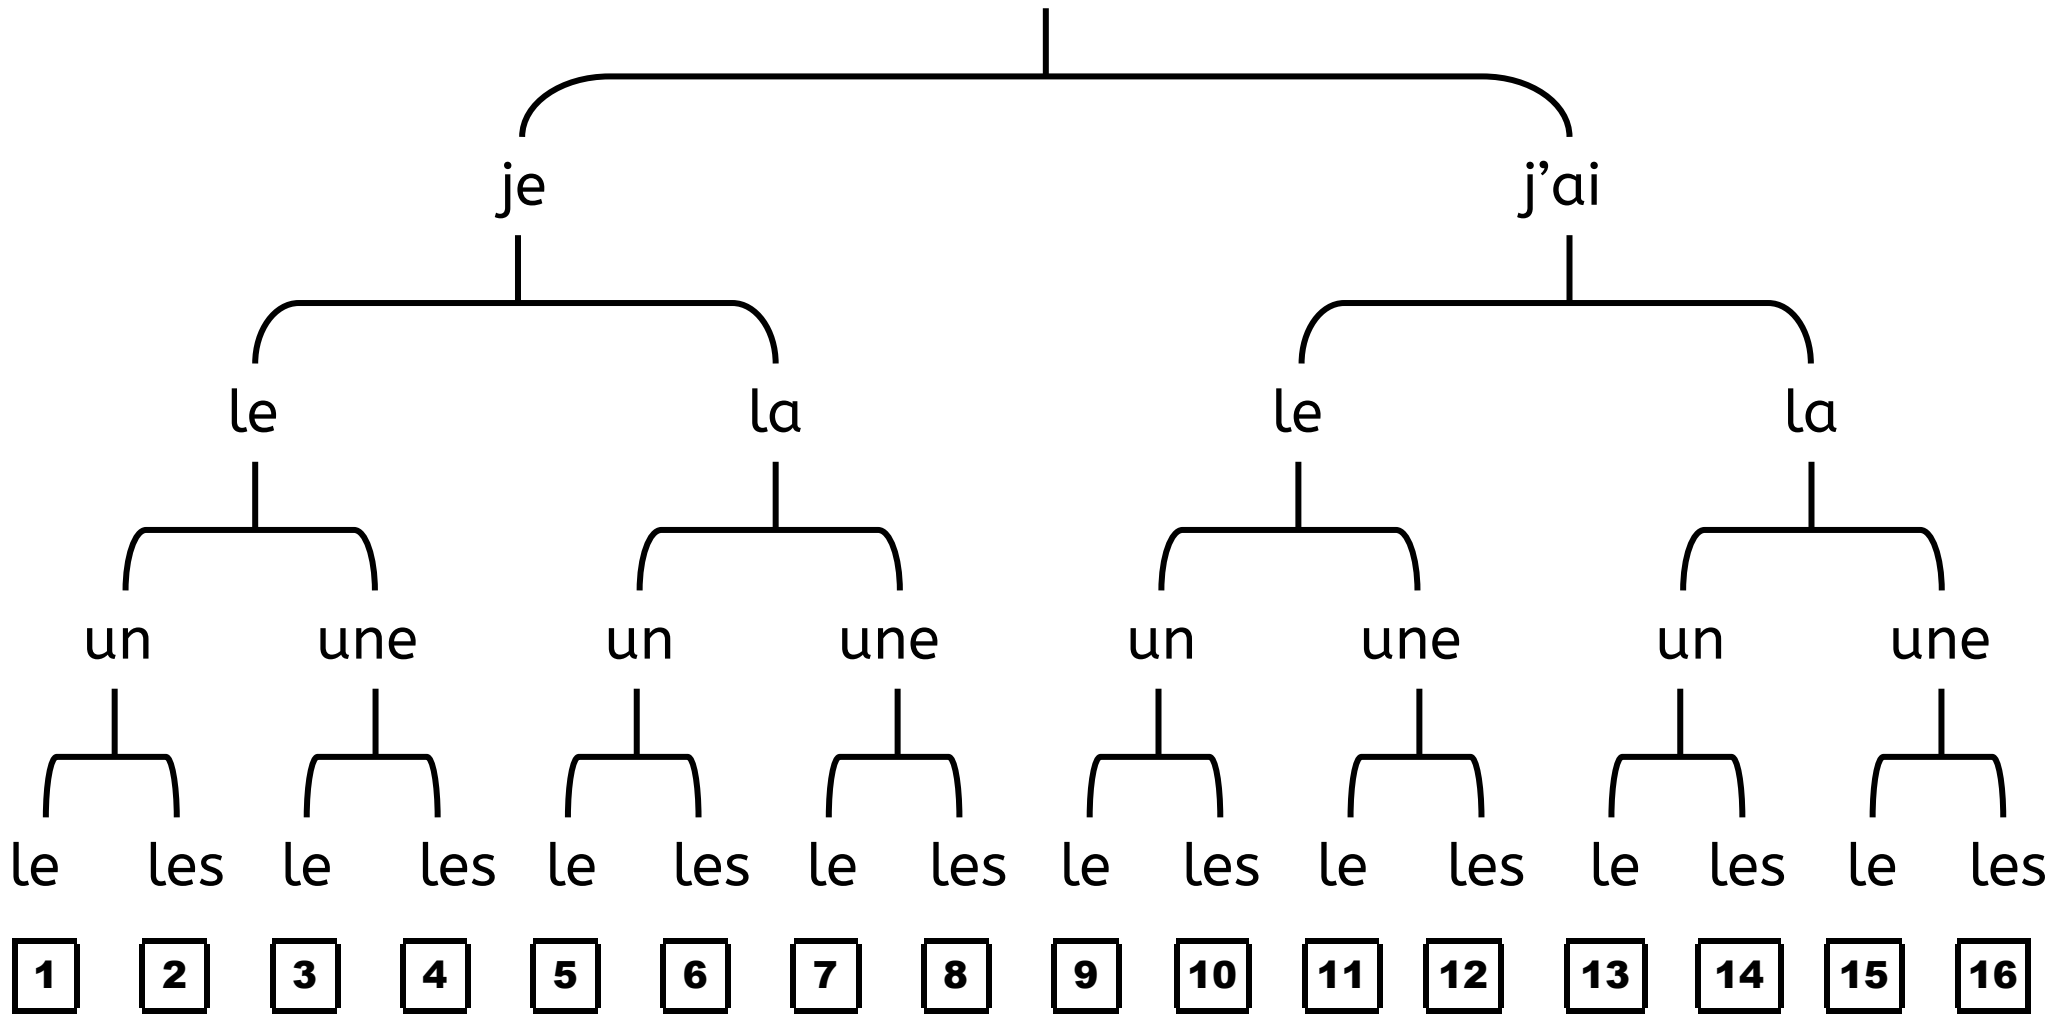 je j’ai
le la le la
un une un une un une un une
le les le les le les le les le les le les le les le les
1 2 3 4 5 6 7 8 9 10 11 12 13 14 15 16